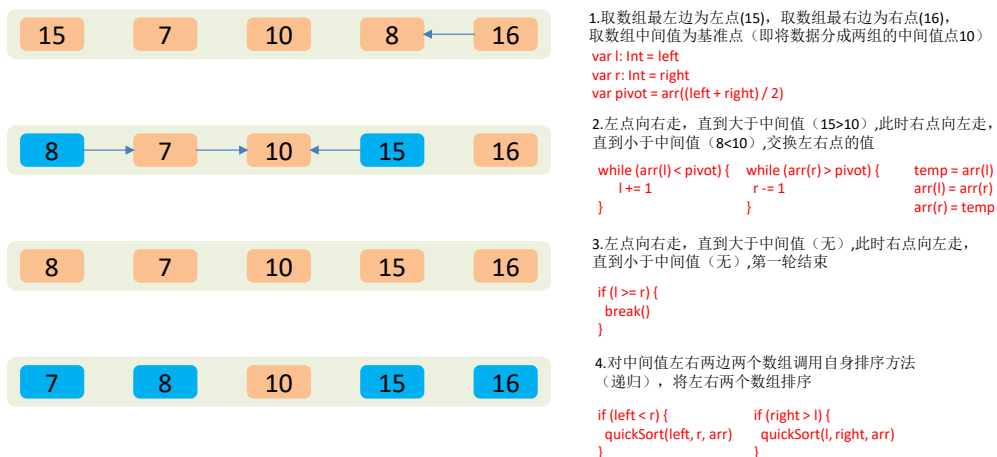 15 7 10 8 16
8 7 10 15 16
8 7 10 15 16
7 8 10 15 16
1.取数组最左边为左点(15)，取数组最右边为右点(16)，
取数组中间值为基准点（即将数据分成两组的中间值点10）
var l: Int = left
var r: Int = right
var pivot = arr((left + right) / 2)
2.左点向右走，直到大于中间值（15>10）,此时右点向左走，
直到小于中间值（8<10）,交换左右点的值
while (arr(l) < pivot) {
l += 1
}
while (arr(r) > pivot) {
r -= 1
}
temp = arr(l)
arr(l) = arr(r)
arr(r) = temp
3.左点向右走，直到大于中间值（无）,此时右点向左走，
直到小于中间值（无）,第一轮结束
if (l >= r) {
break()
}
4.对中间值左右两边两个数组调用自身排序方法
（递归），将左右两个数组排序
if (left < r) {
quickSort(left, r, arr)
}
if (right > l) {
quickSort(l, right, arr)
}